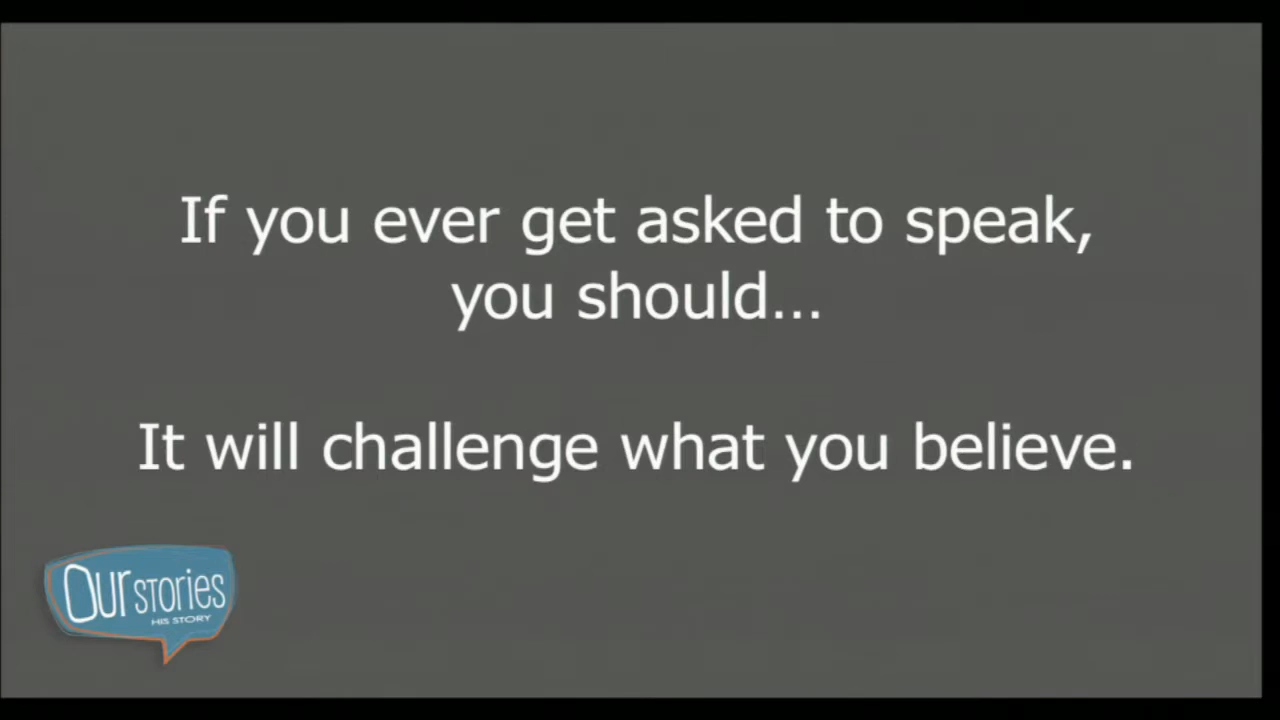 If you ever get asked to speak,
you should...
It will challenge what you believe.
Our STORIES
HIS STORY